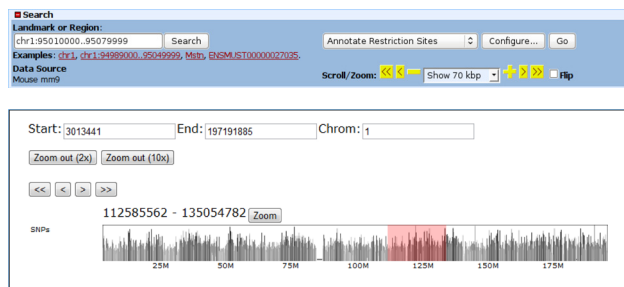 Search
Landmark or Region:
chr1:95010000..95079999 Search Annotate Restriction Sites Configure... Go
Examples: chr1, chr1:94989000..95049999, Mstn, ENSMUST00000027035.
Data Source
Mouse mm9 Scroll/Zoom: << < Show 70 kbp > >> Flip
Start: 3013441 End: 197191885 Chrom: 1
Zoom out (2x) Zoom out (10x)
<< < > >>
112585562 - 135054782 Zoom
SNPs
25M 50M 75M 100M 125M 150M 175M